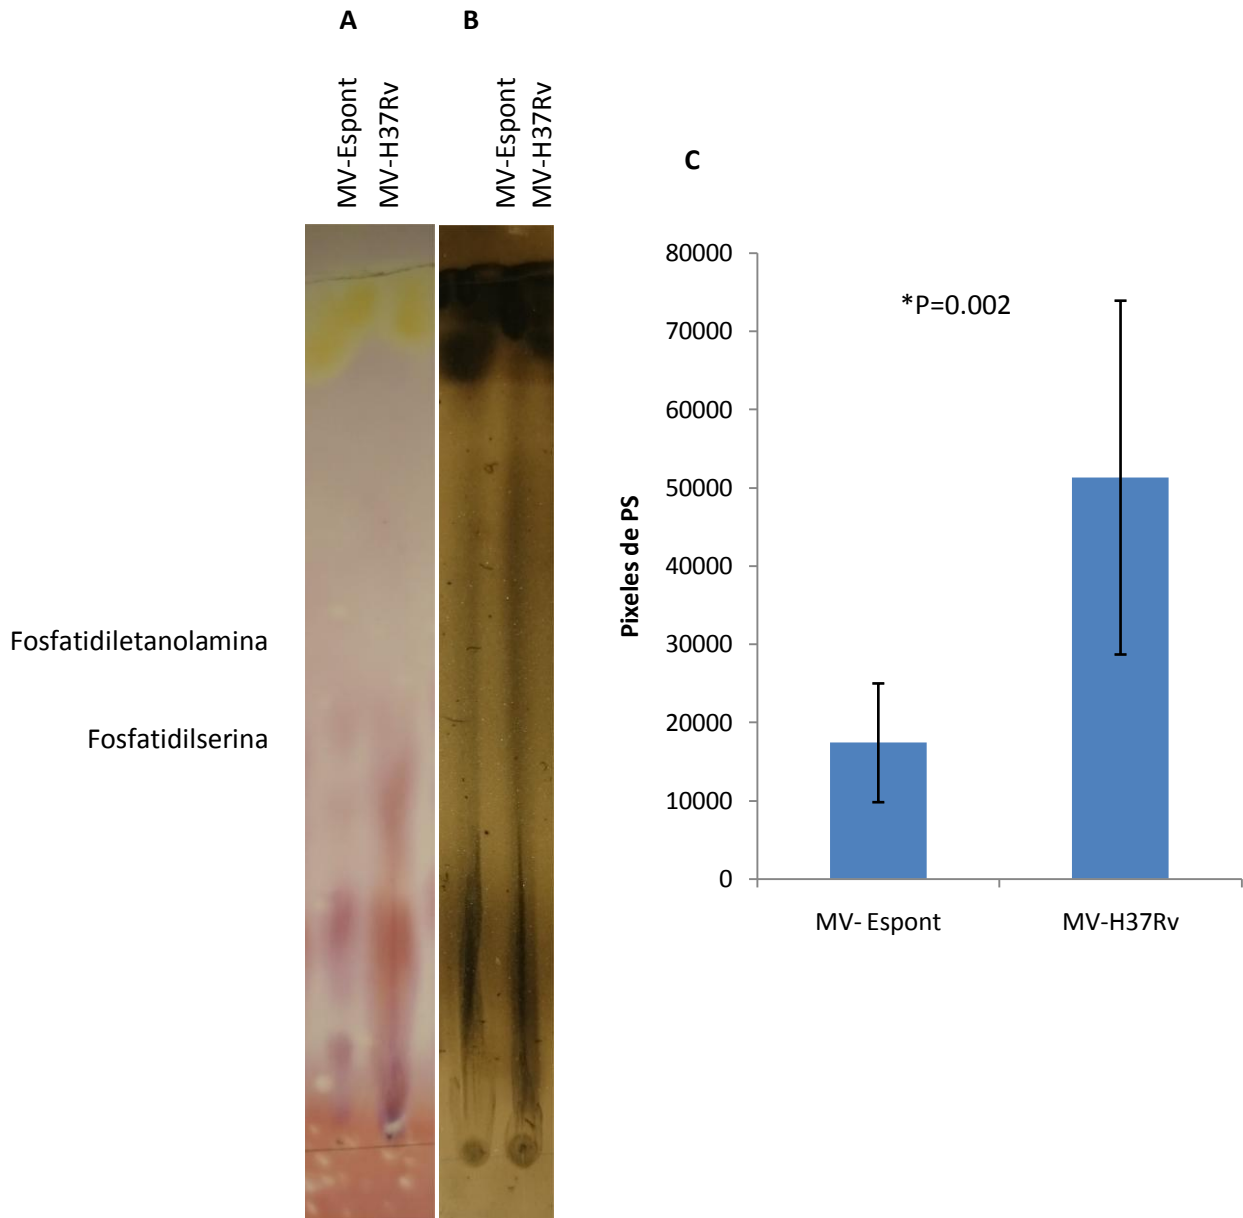 A
B
MV-Espont
MV-H37Rv
MV-Espont
MV-H37Rv
C
Fosfatidiletanolamina
Fosfatidilserina
80000
70000
60000
50000
40000
30000
20000
10000
0
Pixeles de PS
*P=0.002
MV- Espont
MV-H37Rv